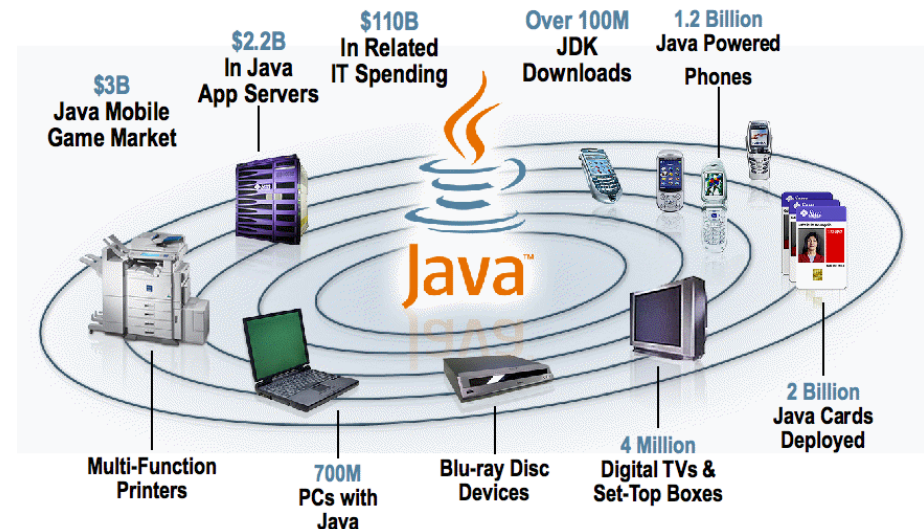 $3B
Java Mobile
Game Market
$2.2B
In Java
App Servers
$110B
In Related
IT Spending
Over 100M
JDK
Downloads
1.2 Billion
Java Powered
Phones
Java™
Multi-Function
Printers
700M
PCs with
Java
Blu-ray Disc
Devices
4 Million
Digital TVs &
Set-Top Boxes
2 Billion
Java Cards
Deployed